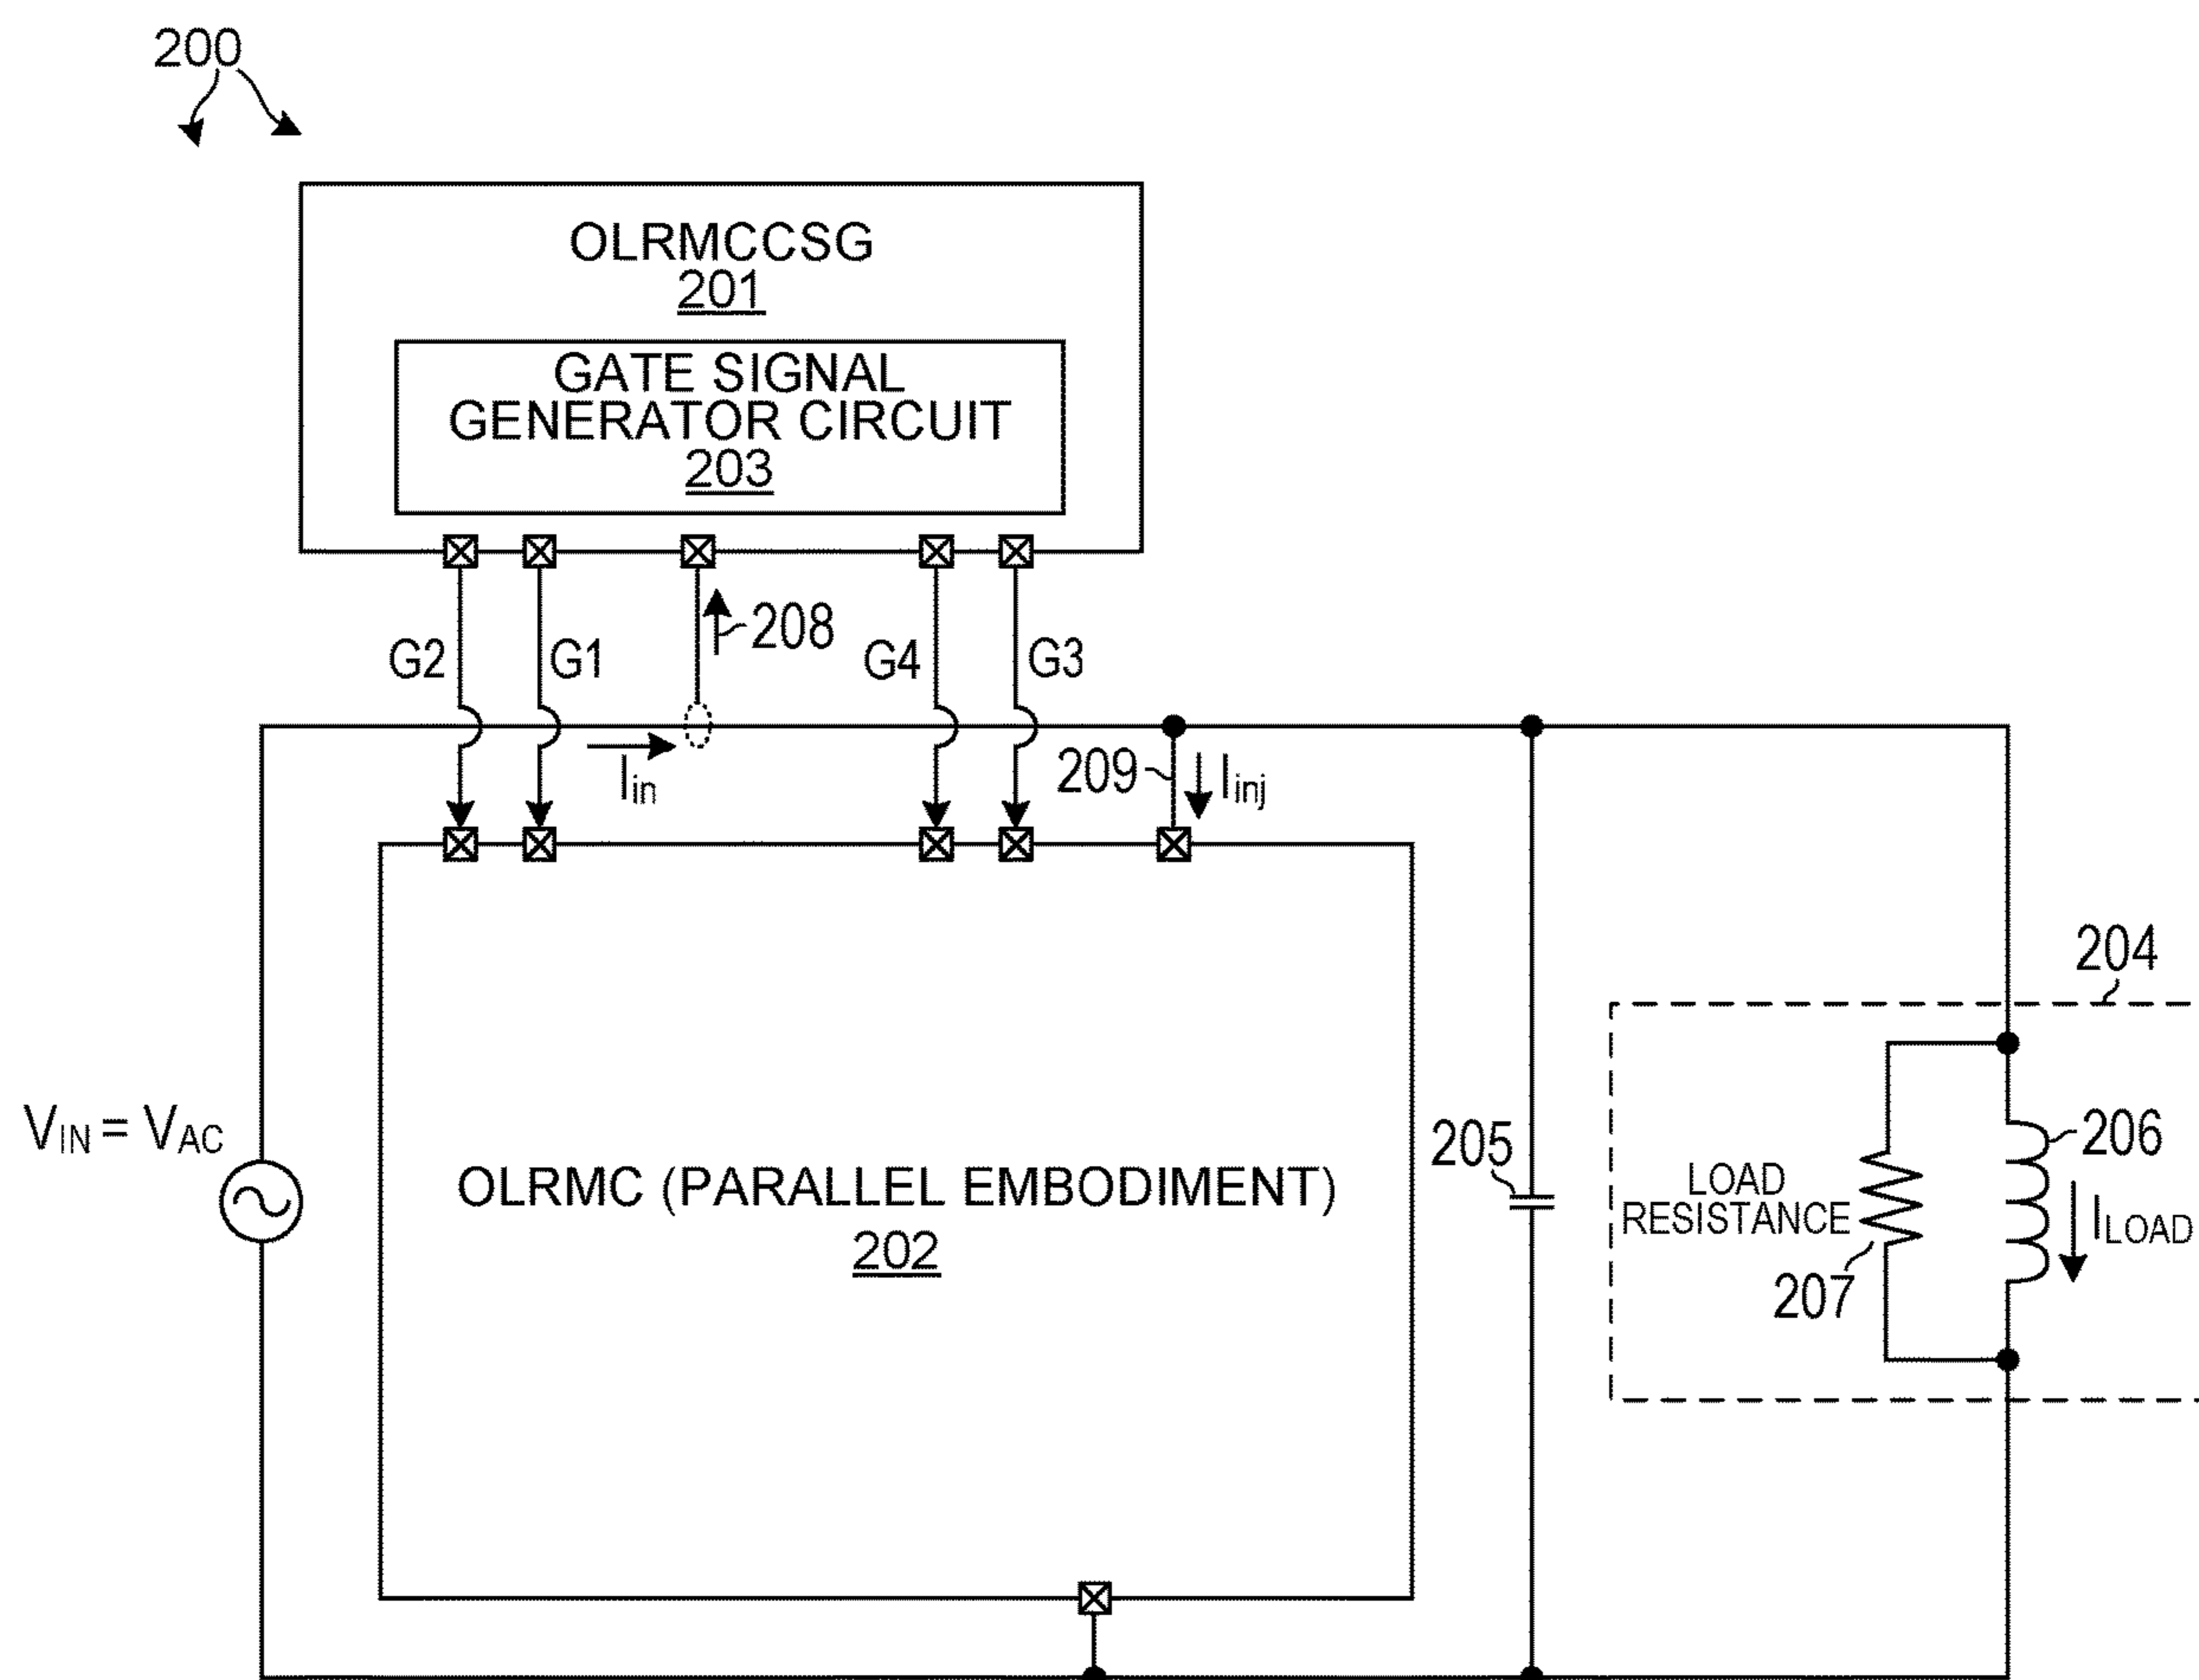 200
OLRMCCSG
201
GATE SIGNAL
GENERATOR CIRCUIT
203
G2
G1
208
G4
G3
Iin
209
Iinj
204
VIN = VAC
205
206
OLRMC (PARALLEL EMBODIMENT)
202
LOAD
RESISTANCE
ILOAD
207